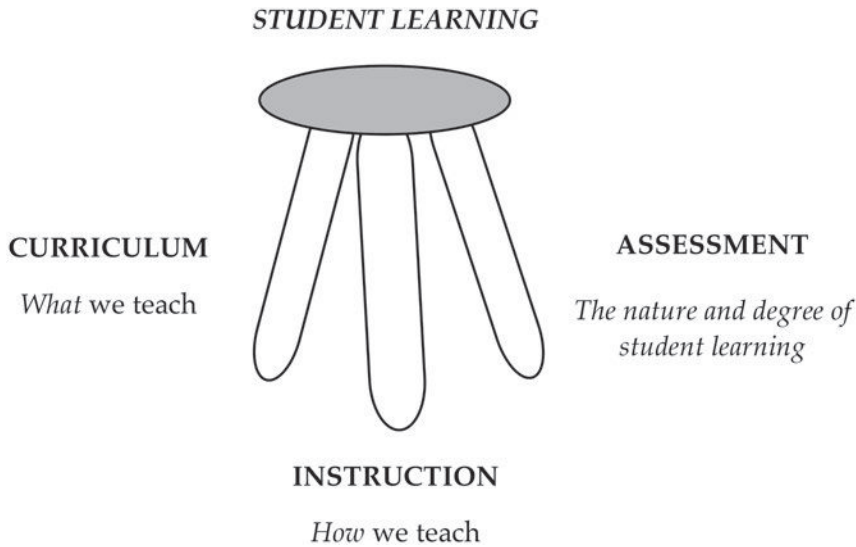 STUDENT LEARNING
CURRICULUM
What we teach
ASSESSMENT
The nature and degree of
student learning
INSTRUCTION
How we teach